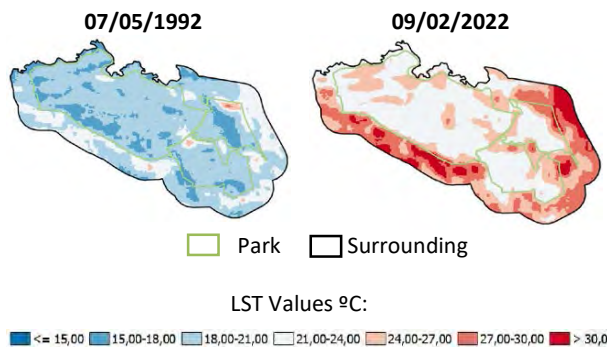 07/05/1992 09/02/2022
Park Surrounding
LST Values ºC:
<= 15,00 15,00-18,00 18,00-21,00 21,00-24,00 24,00-27,00 27,00-30,00 > 30,0